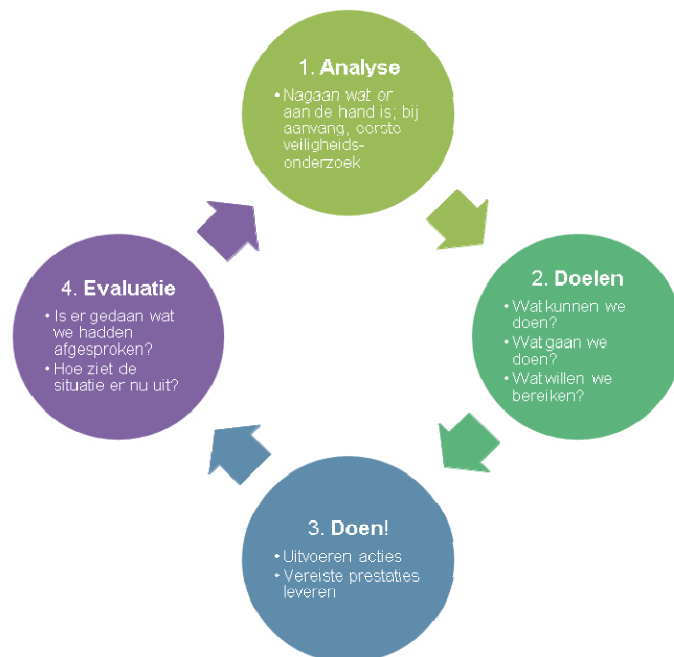 1. Analyse
• Nagaan wat er
aan de hand is; bij
aanvang, eerste
veiligheids-
onderzoek
2. Doelen
• Wat kunnen we
doen?
• Wat gaan we
doen?
• Wat willen we
bereiken?
3. Doen!
• Uitvoeren acties
• Vereiste prestaties
leveren
4. Evaluatie
• Is er gedaan wat
we hadden
afgesproken?
• Hoe ziet de
situatie er nu uit?